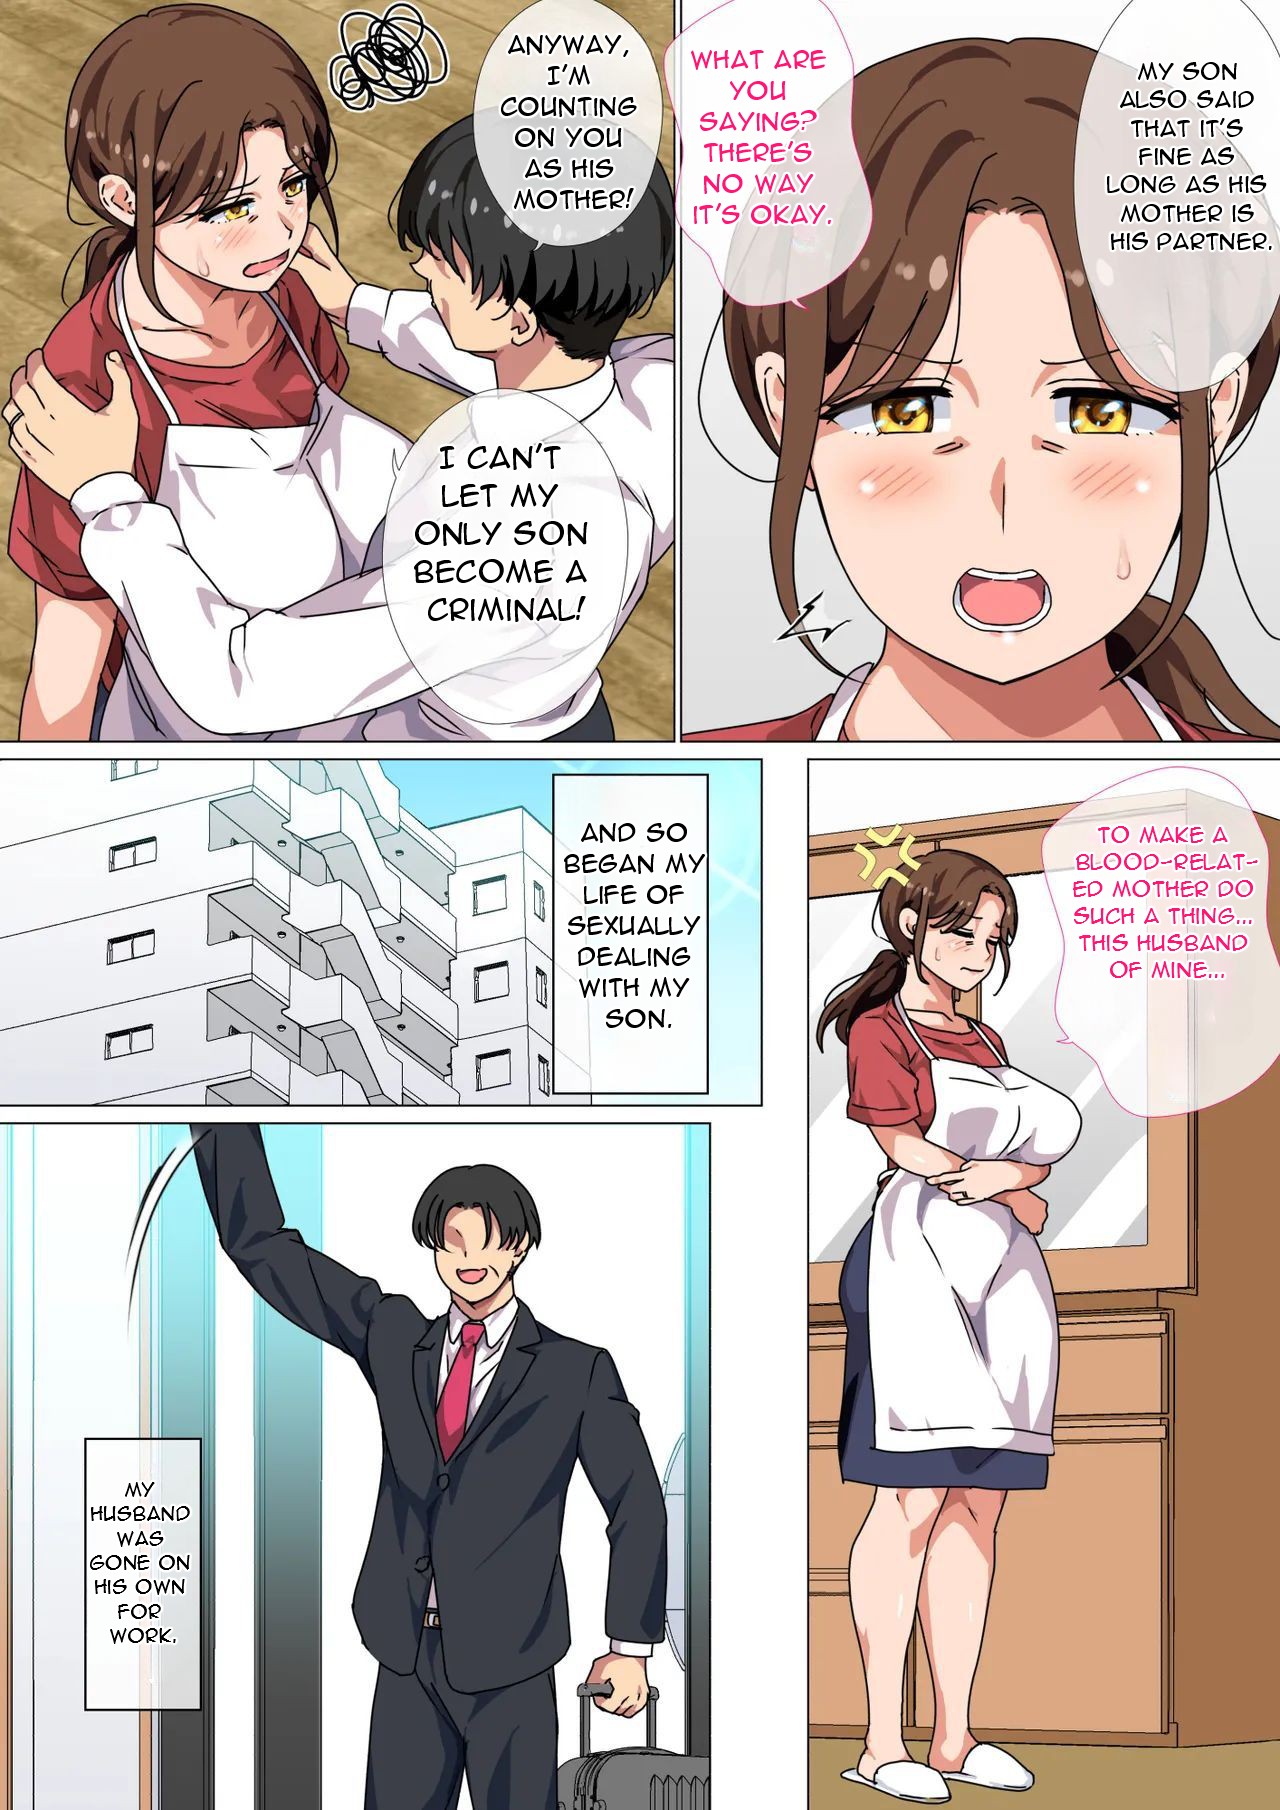 MY SON
ALSO SAID
THAT IT'S
FINE AS
LONG AS HIS
MOTHER IS
HIS PARTNER.
WHAT ARE
YOU
SAYING?
THERE'S
NO WAY
IT'S OKAY.
ANYWAY,
I'M
COUNTING
ON YOU
AS HIS
MOTHER!
I CAN'T
LET MY
ONLY SON
BECOME A
CRIMINAL!
TO MAKE A
BLOOD-RELAT-
ED MOTHER DO
SUCH A THING...
THIS HUSBAND
OF MINE...
AND SO
BEGAN MY
LIFE OF
SEXUALLY
DEALING
WITH MY
SON.
MY
HUSBAND
WAS
GONE ON
HIS OWN
FOR
WORK.